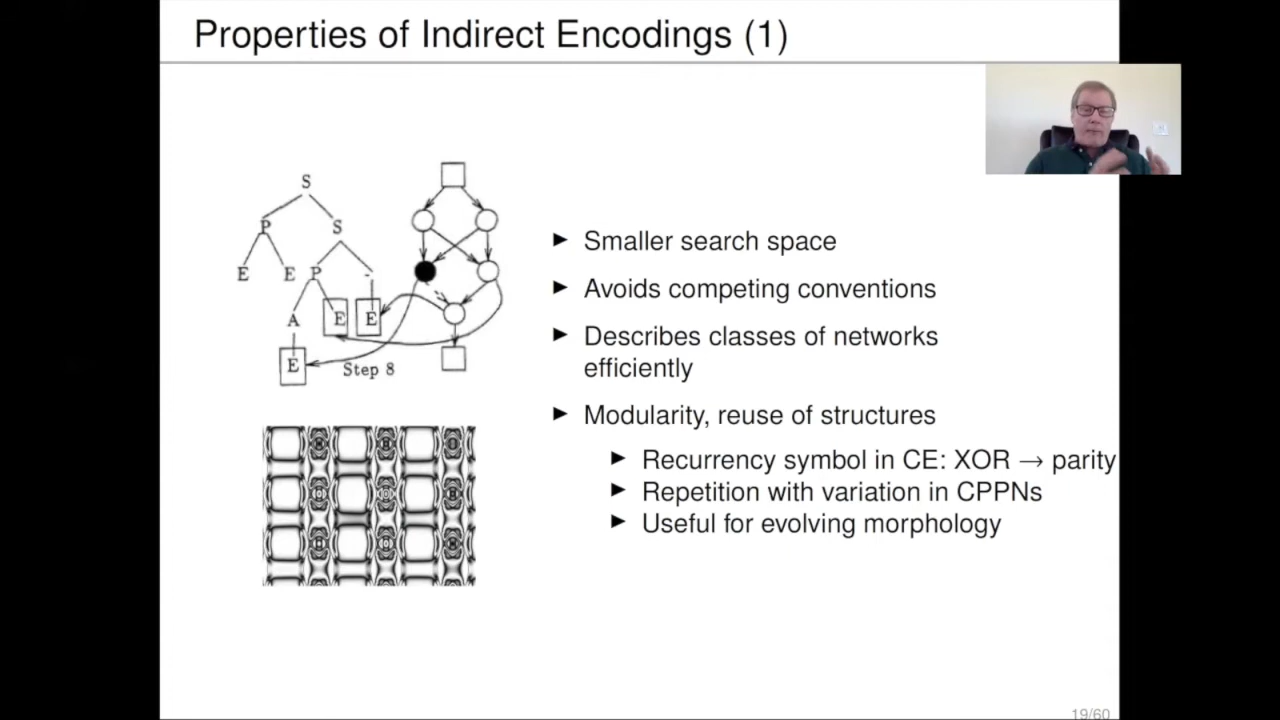 Properties of Indirect Encodings (1)
S
P S
E E P -
A E E
E
Step 8
► Smaller search space
► Avoids competing conventions
► Describes classes of networks
efficiently
► Modularity, reuse of structures
► Recurrency symbol in CE: XOR → parity
► Repetition with variation in CPPNs
► Useful for evolving morphology
19/60